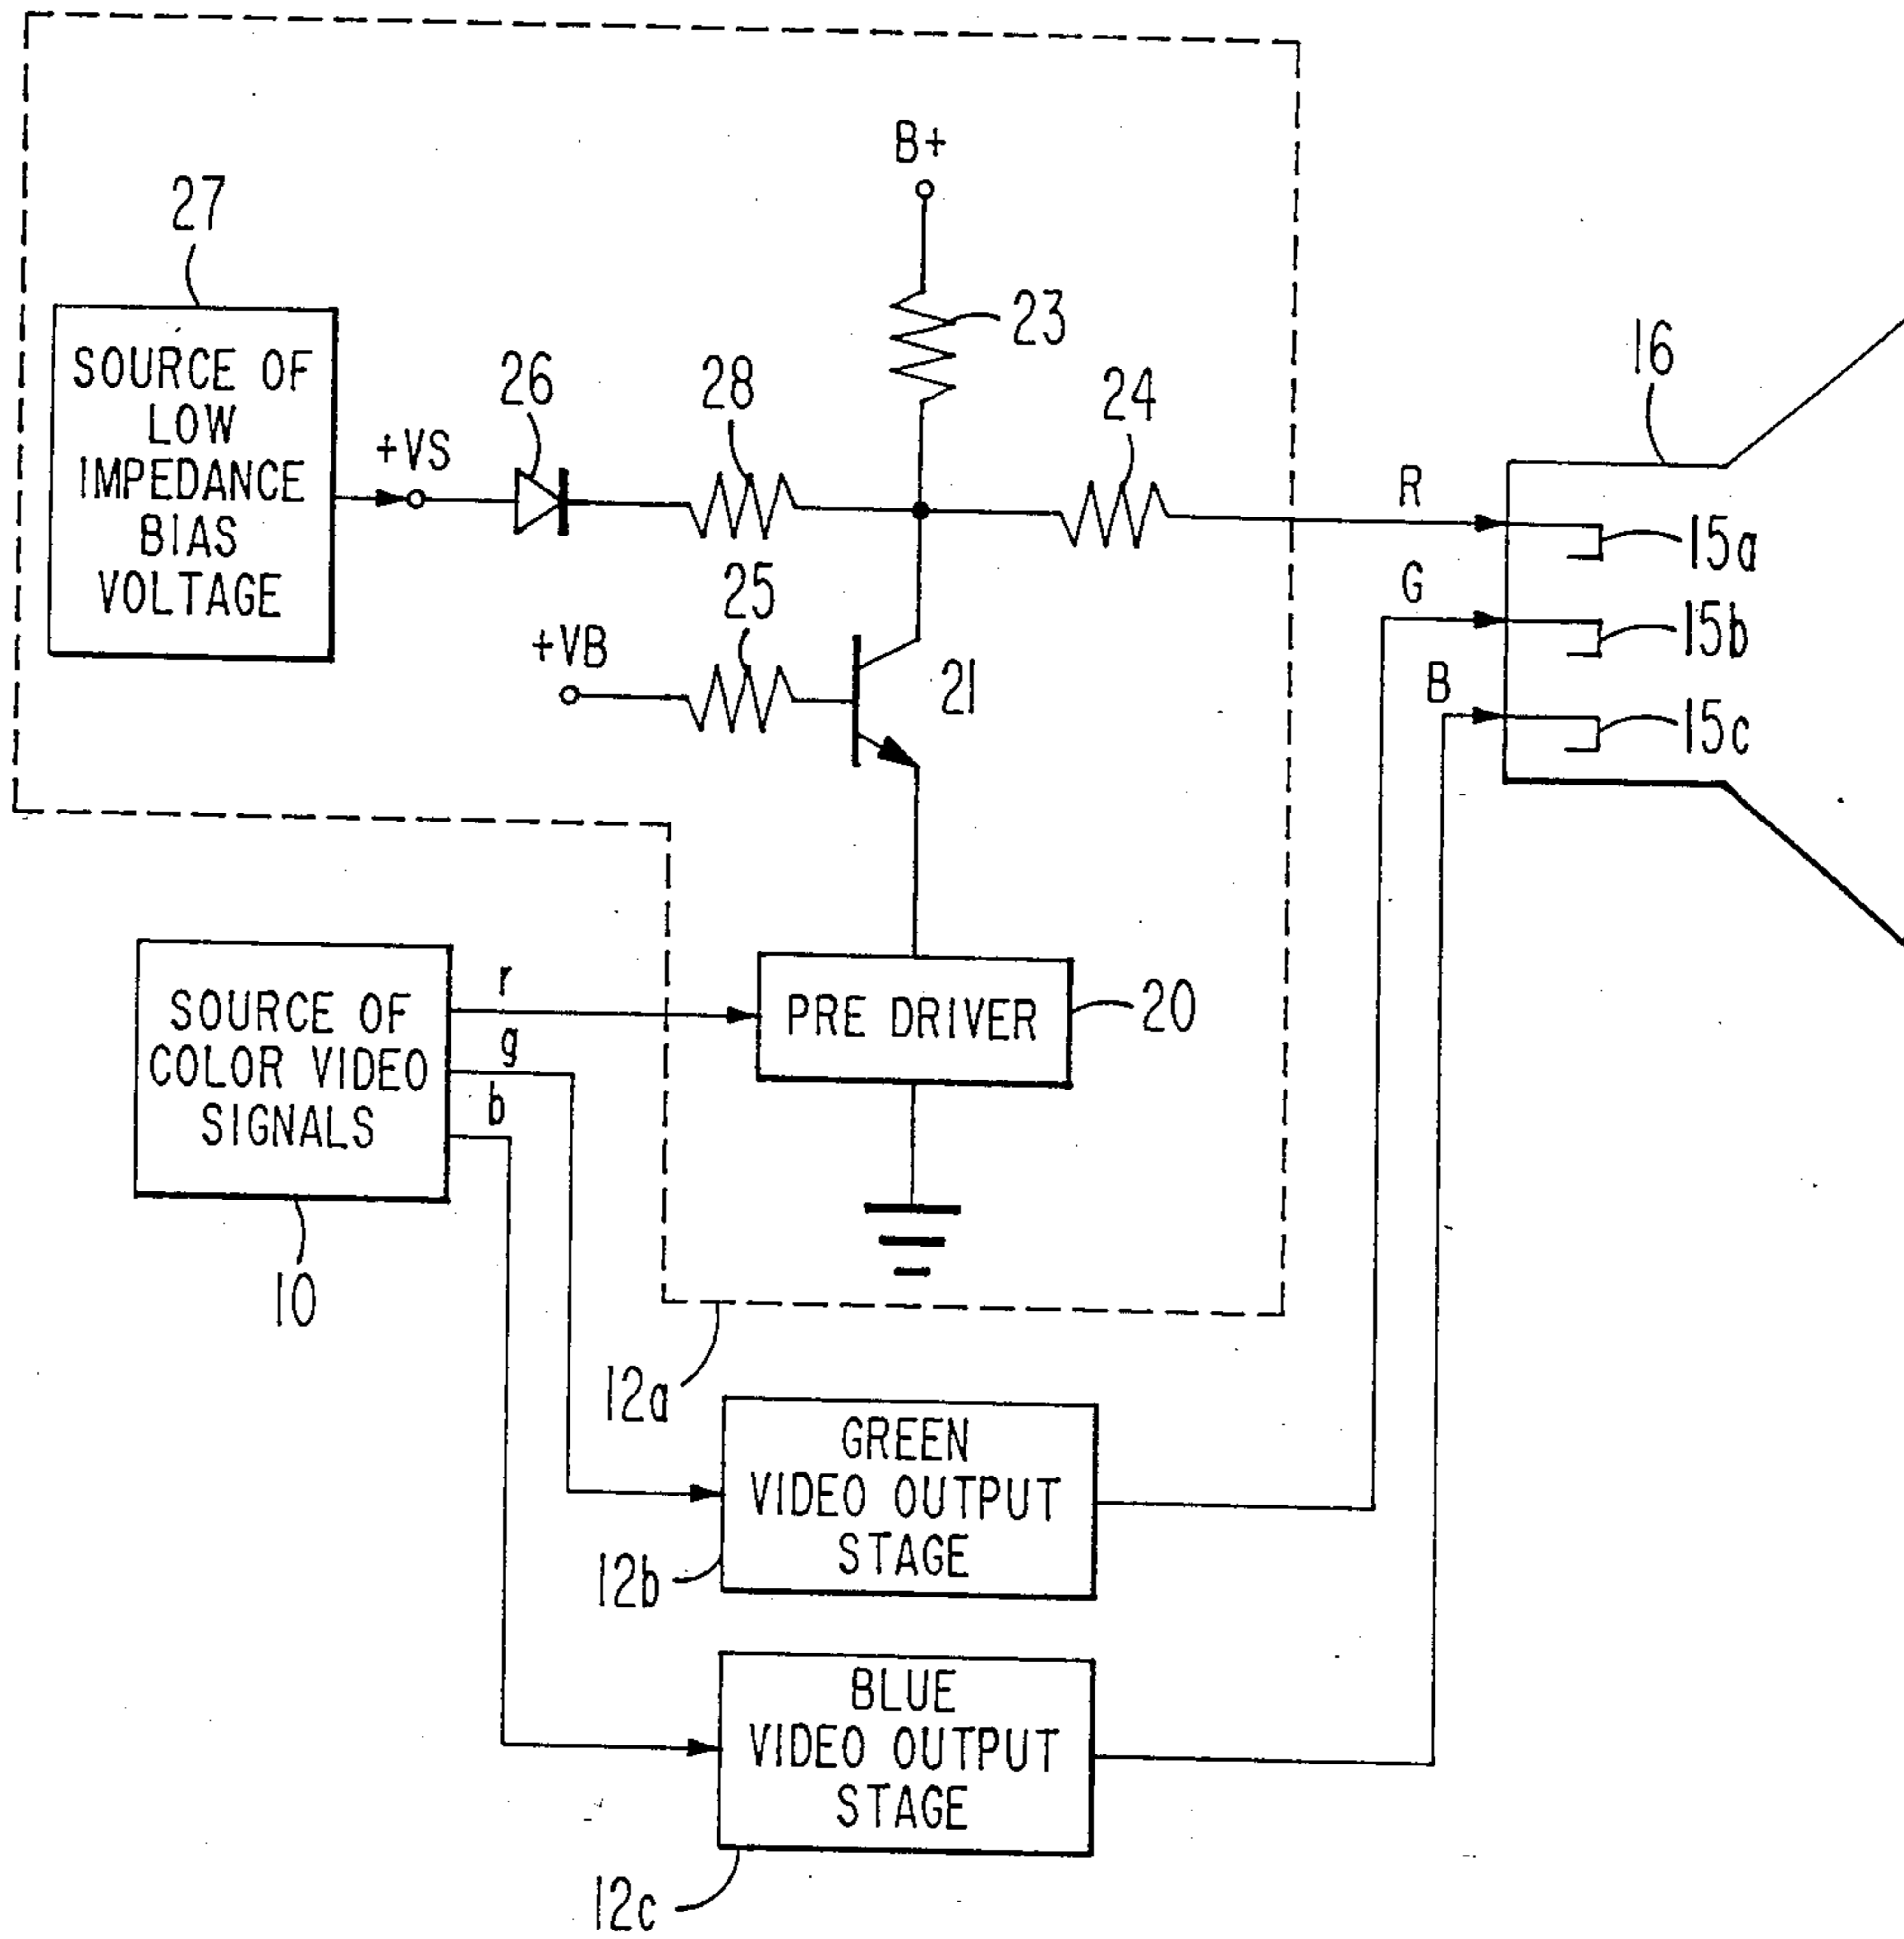 B+
27
23
SOURCE OF
LOW
IMPEDANCE
BIAS
VOLTAGE
+VS
26
28
24
16
R
15a
G
15b
B
15c
25
+VB
21
SOURCE OF
COLOR VIDEO
SIGNALS
r
g
b
PRE DRIVER
20
10
12a
GREEN
VIDEO OUTPUT
STAGE
12b
BLUE
VIDEO OUTPUT
STAGE
12c